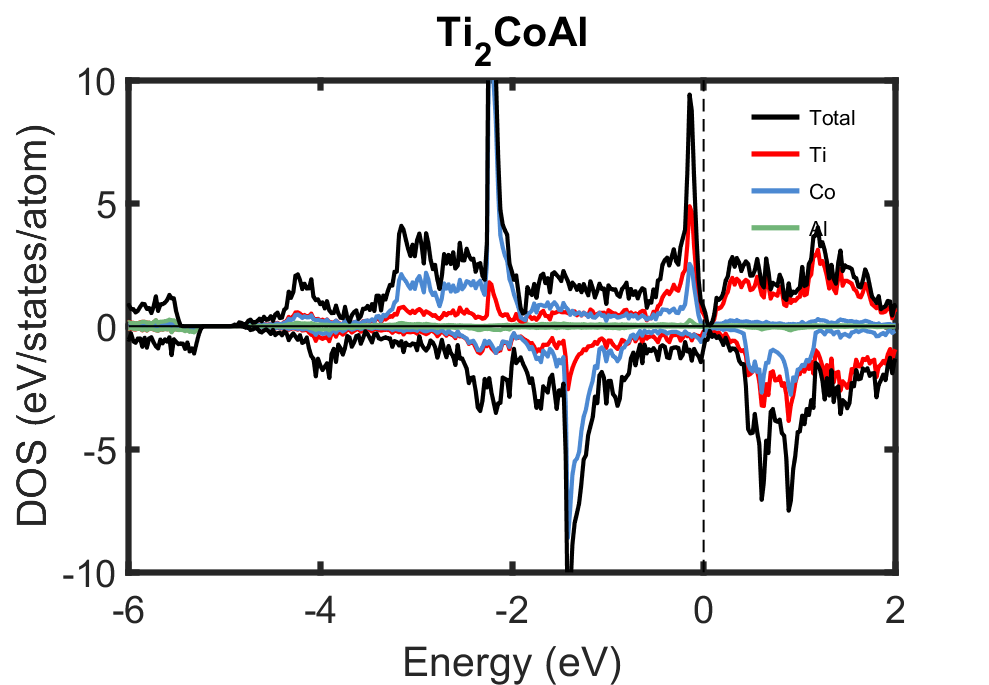 Ti₂CoAl
DOS (eV/states/atom)
10
5
0
-5
-10
Total
Ti
Co
Al
-6 -4 -2 0 2
Energy (eV)